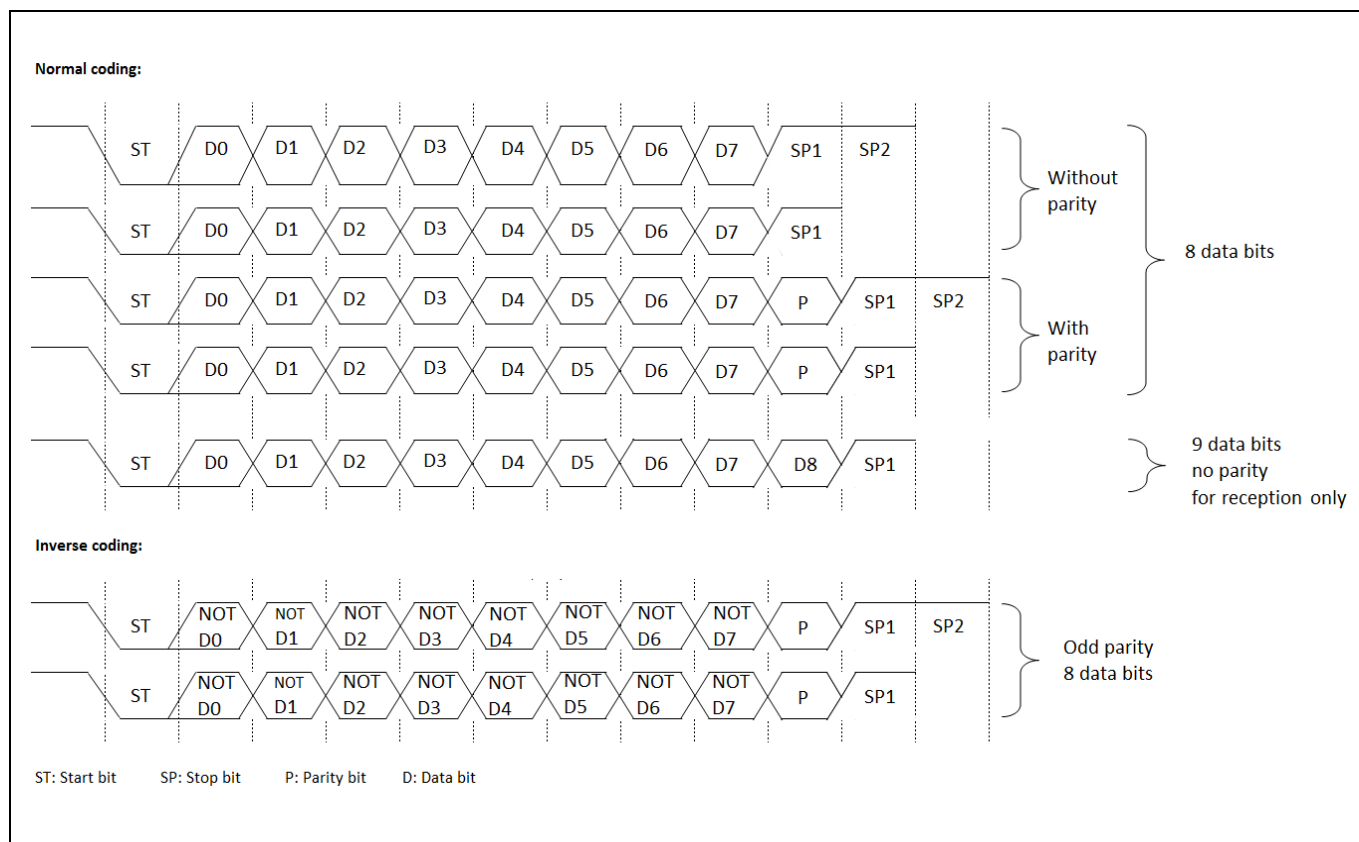 Normal coding:
ST D0 D1 D2 D3 D4 D5 D6 D7 SP1 SP2
Without
parity
ST D0 D1 D2 D3 D4 D5 D6 D7 SP1
8 data bits
ST D0 D1 D2 D3 D4 D5 D6 D7 P SP1 SP2
With
parity
ST D0 D1 D2 D3 D4 D5 D6 D7 P SP1
ST D0 D1 D2 D3 D4 D5 D6 D7 D8 SP1
9 data bits
no parity
for reception only
Inverse coding:
NOT NOT NOT NOT NOT NOT NOT NOT
ST D0 D1 D2 D3 D4 D5 D6 D7 P SP1 SP2
Odd parity
8 data bits
NOT NOT NOT NOT NOT NOT NOT NOT
ST D0 D1 D2 D3 D4 D5 D6 D7 P SP1
ST: Start bit SP: Stop bit P: Parity bit D: Data bit